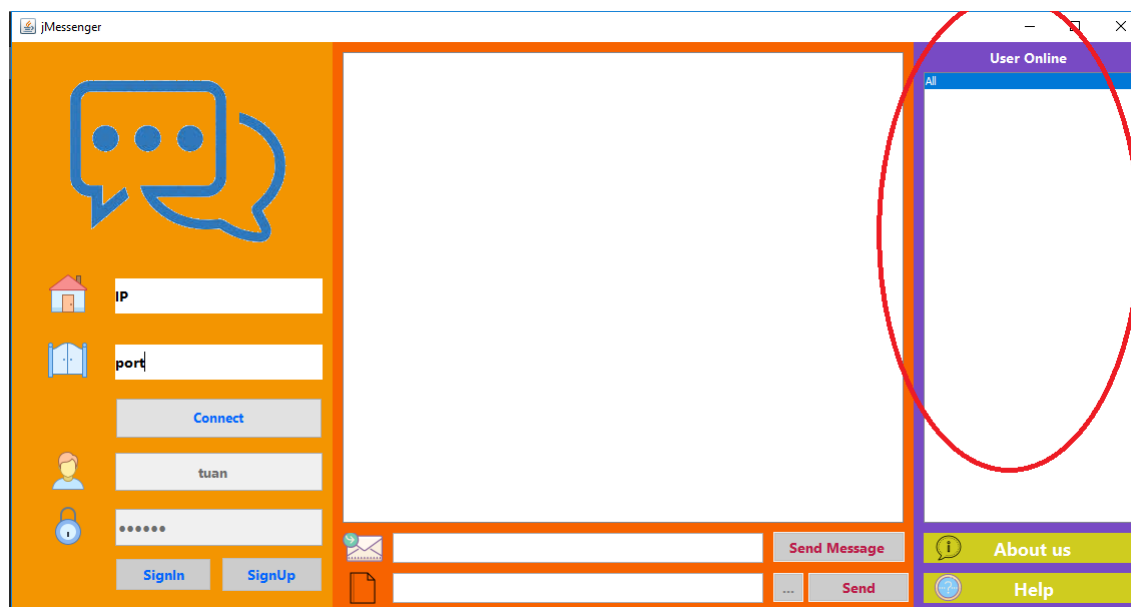 jMessenger
User Online
All
IP
port
Connect
tuan
••••••
SignIn
SignUp
Send Message
...
Send
About us
Help